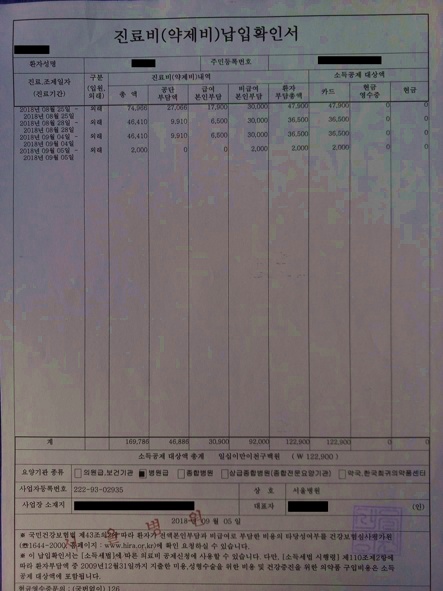 진료비(약제비)납입확인서
환자성명 주민등록번호
진료.조제일자 (진료기간) 구분 (입원, 외래) 진료비(약제비)내역 소득공제 대상액
총 액 공단 부담액 급여 본인부담 비급여 본인부담 환자 부담총액 카드 현금 영수증 현금
2018년 08월 25일 ~ 2018년 08월 25일 외래 74,966 27,066 17,900 30,000 47,900 47,900 0 0
2018년 08월 28일 ~ 2018년 08월 28일 외래 46,410 9,910 6,500 30,000 36,500 36,500 0 0
2018년 09월 04일 ~ 2018년 09월 04일 외래 46,410 9,910 6,500 30,000 36,500 36,500 0 0
2018년 09월 05일 ~ 2018년 09월 05일 외래 2,000 0 0 2,000 2,000 2,000 0 0
계 169,786 46,886 30,900 92,000 122,900 122,900 0 0
소득공제 대상액 총계 일십이만이천구백원 (₩ 122,900)
요양기관 종류 의원급,보건기관 병원급 종합병원 상급종합병원(종합전문요양기관) 약국,한국희귀의약품센터
사업자등록번호 222-93-02935 상 호 서울병원
사업장 소재지 대표자 (인)
2018년 09월 05일
※ 국민건강보험법 제43조의2에 따라 환자가 전액본인부담과 비급여로 부담한 비용의 타당성여부를 건강보험심사평가원
(☎1644-2000, 홈페이지 : www.hira.or.kr)에 확인 요청하실 수 있습니다.
※ 이 납입확인서는 [소득세법]에 따른 의료비 공제신청에 사용할 수 있습니다. 다만, [소득세법 시행령] 제110조제2항에
따라 환자부담액 중 2009년12월31일까지 지출한 미용,성형수술을 위한 비용 및 건강증진을 위한 의약품 구입비용은 소득
공제 대상액에 포함됩니다.
현금영수증문의 : (국번없이) 126